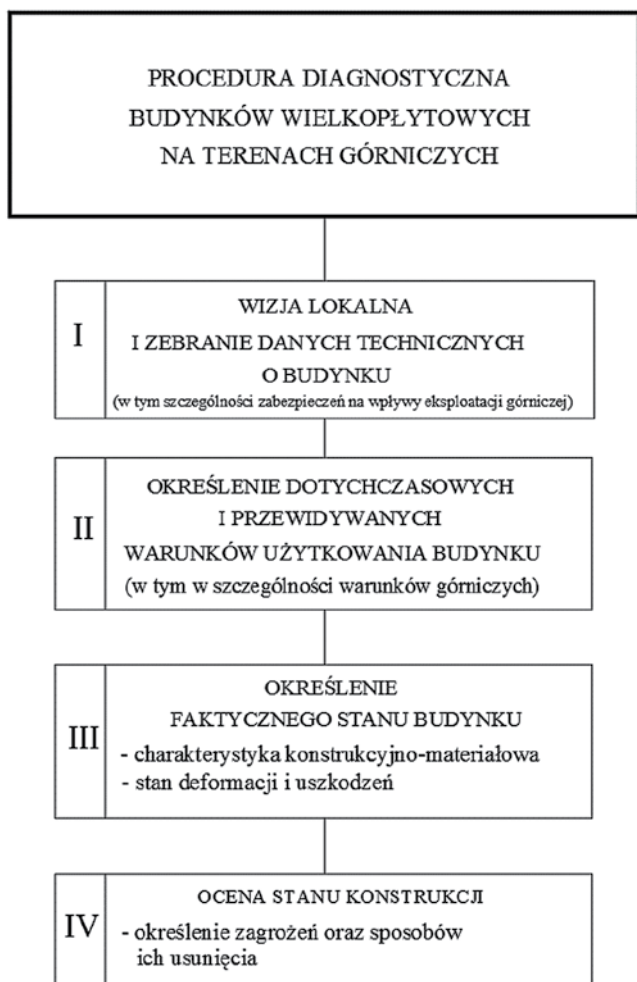 PROCEDURA DIAGNOSTYCZNA
BUDYNKÓW WIELKOPŁYTOWYCH
NA TERENACH GÓRNICZYCH
I
WIZJA LOKALNA
I ZEBRANIE DANYCH TECHNICZNYCH
O BUDYNKU
(w tym szczególności zabezpieczeń na wpływy eksploatacji górniczej)
II
OKREŚLENIE DOTYCHCZASOWYCH
I PRZEWIDYWANYCH
WARUNKÓW UŻYTKOWANIA BUDYNKU
(w tym w szczególności warunków górniczych)
III
OKREŚLENIE
FAKTYCZNEGO STANU BUDYNKU
- charakterystyka konstrukcyjno-materiałowa
- stan deformacji i uszkodzeń
IV
OCENA STANU KONSTRUKCJI
- określenie zagrożeń oraz sposobów
ich usunięcia